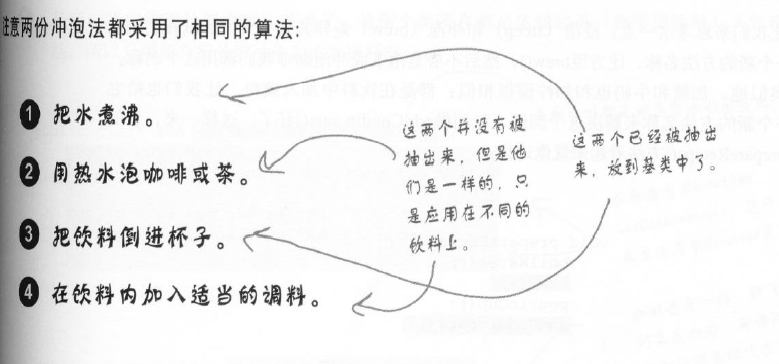 注意两份冲泡法都采用了相同的算法:
① 把水煮沸。
② 用热水泡咖啡或茶。
③ 把饮料倒进杯子。
④ 在饮料内加入适当的调料。
这两个并没有被
抽出来,但是他
们是一样的,只
是应用在不同的
饮料上。
这两个已经被抽出
来,放到基类中了。